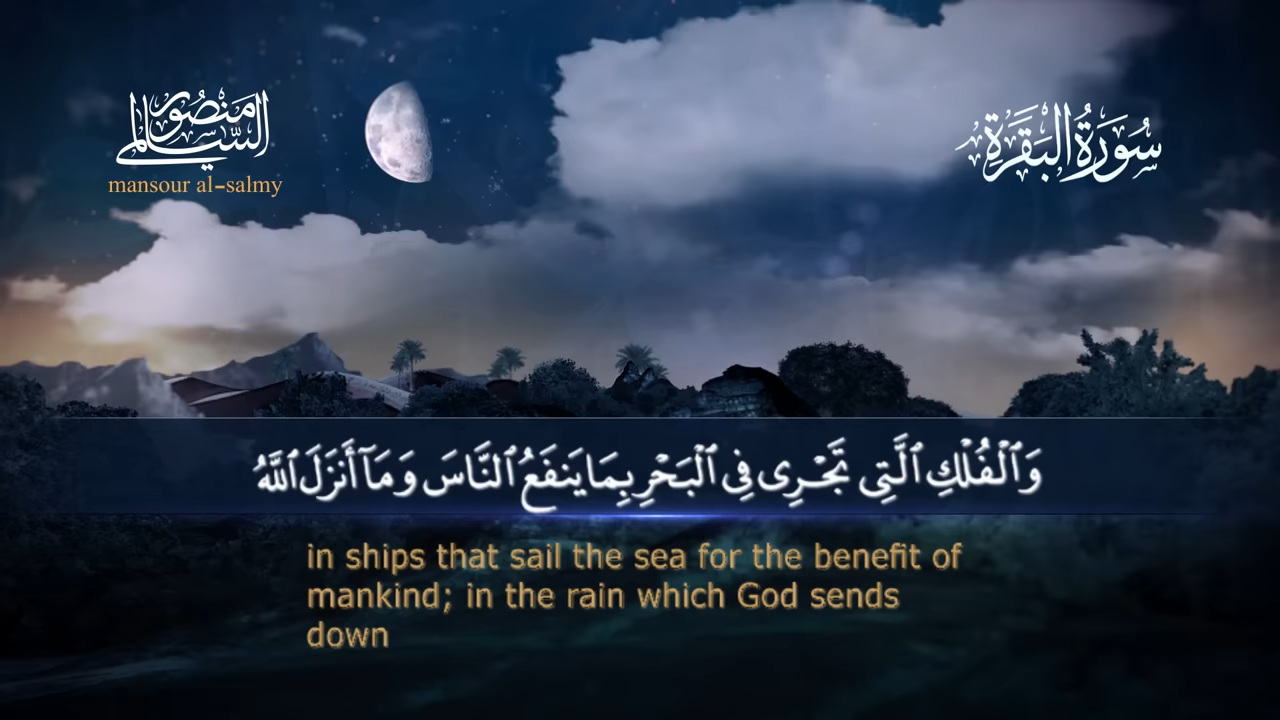 منصور
السالمي
mansour al-salmy
سُورَةُ البَقَرَةِ
وَٱلْفُلْكِ ٱلَّتِى تَجْرِى فِى ٱلْبَحْرِ بِمَا يَنفَعُ ٱلنَّاسَ وَمَآ أَنزَلَ ٱللَّهُ
in ships that sail the sea for the benefit of
mankind; in the rain which God sends
down